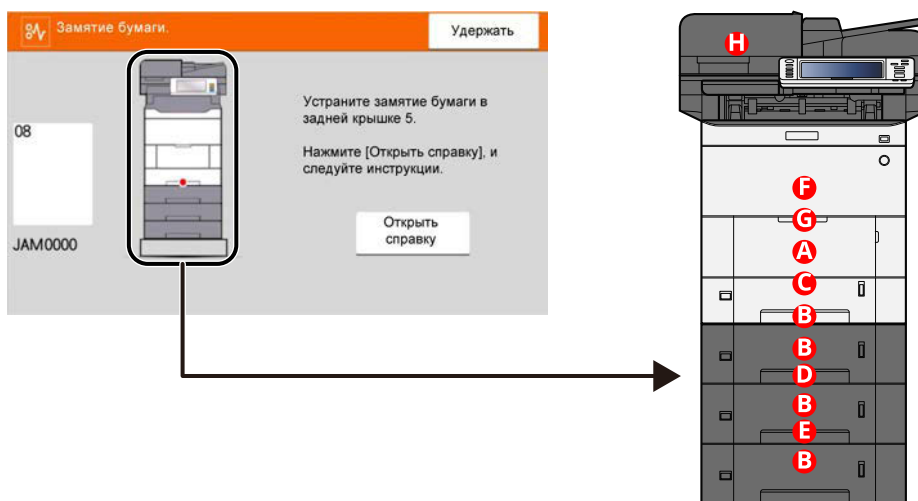 Замятие бумаги.
Удержать
08
Устраните замятие бумаги в
задней крышке 5.
Нажмите [Открыть справку], и
следуйте инструкции.
JAM0000
Открыть
справку
H
F
G
A
C
B
B
D
B
E
B